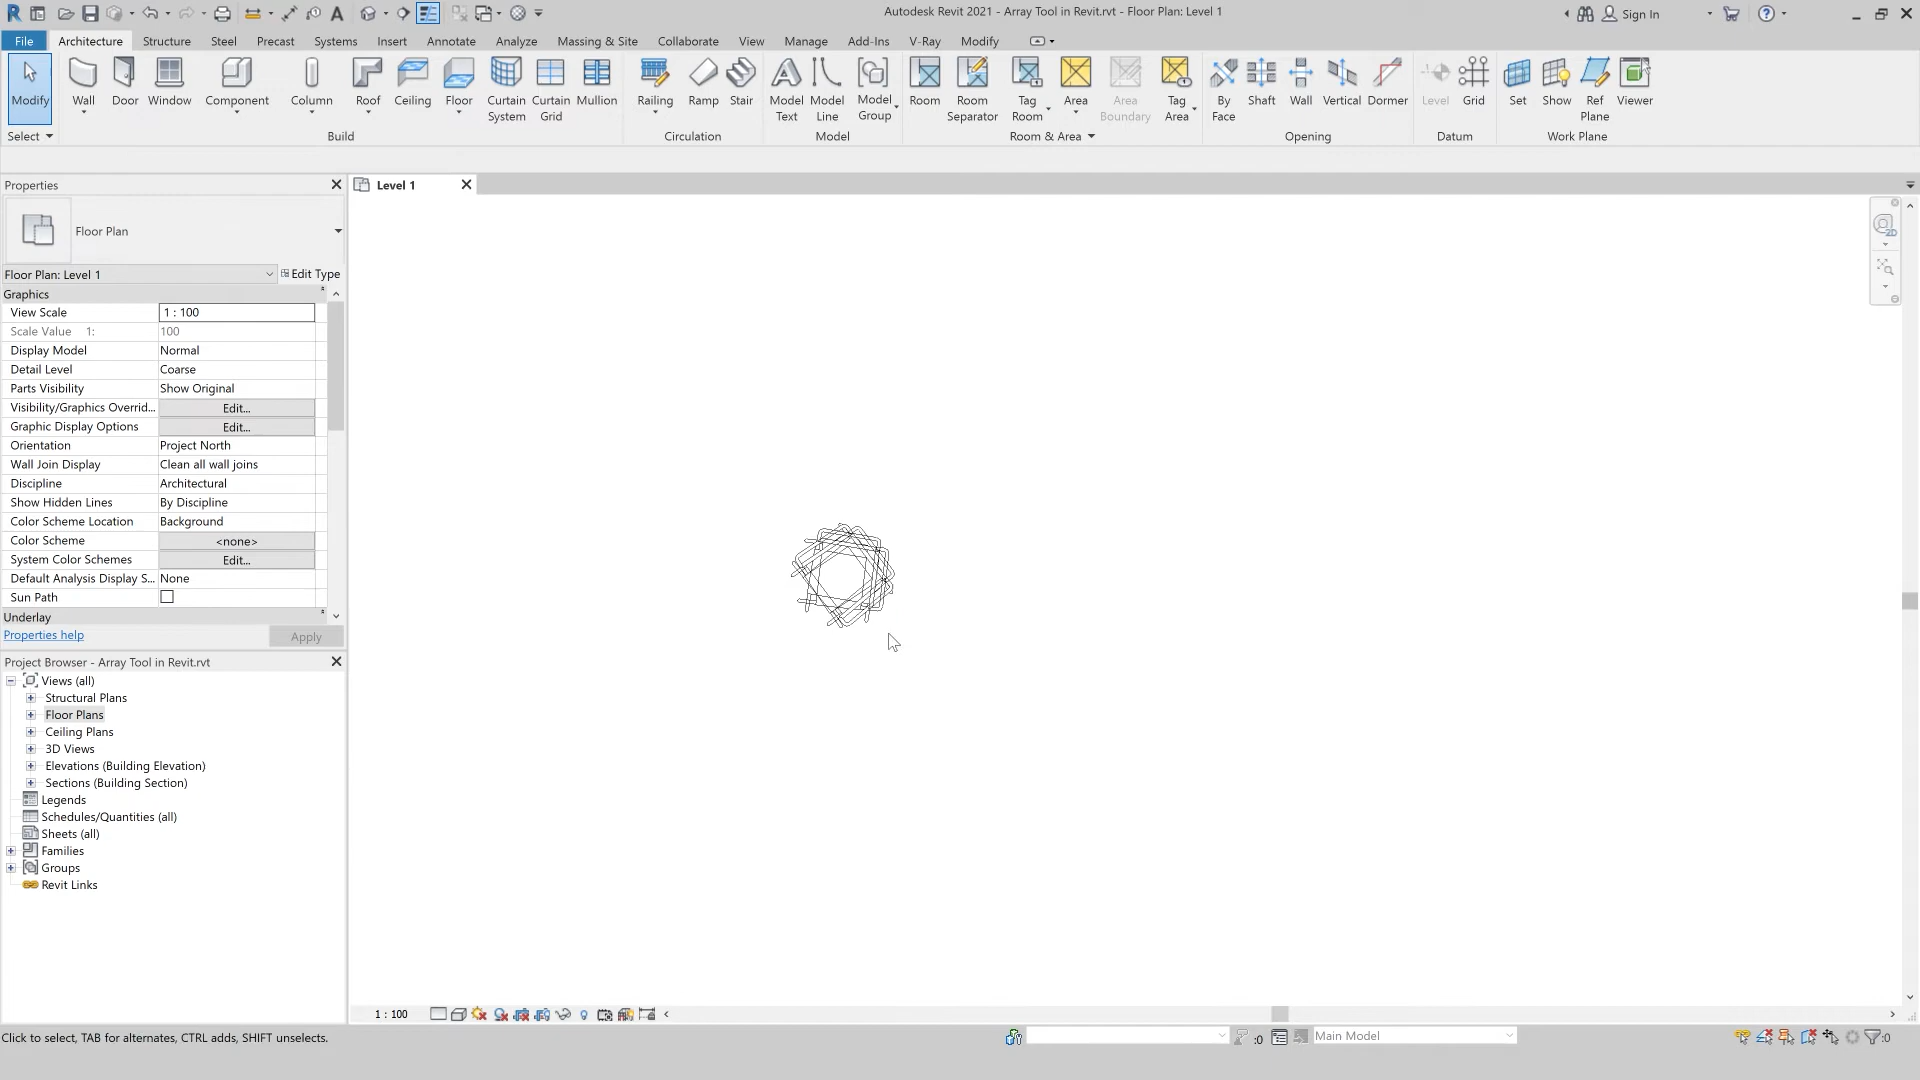 Autodesk Revit 2021 - Array Tool in Revit.rvt - Floor Plan: Level 1
Sign In
File
Architecture
Structure
Steel
Precast
Systems
Insert
Annotate
Analyze
Massing & Site
Collaborate
View
Manage
Add-Ins
V-Ray
Modify
Modify
Wall
Door
Window
Component
Column
Roof
Ceiling
Floor
Curtain
System
Curtain
Grid
Mullion
Railing
Ramp
Stair
Model
Text
Model
Line
Model
Group
Room
Room
Separator
Tag
Room
Area
Area
Boundary
Tag
Area
By
Face
Shaft
Wall
Vertical
Dormer
Level
Grid
Set
Show
Ref
Plane
Viewer
Select
Build
Circulation
Model
Room & Area
Opening
Datum
Work Plane
Properties
Level 1
Floor Plan
Floor Plan: Level 1
Edit Type
Graphics
View Scale
1 : 100
Scale Value 1:
100
Display Model
Normal
Detail Level
Coarse
Parts Visibility
Show Original
Visibility/Graphics Overrid...
Edit...
Graphic Display Options
Edit...
Orientation
Project North
Wall Join Display
Clean all wall joins
Discipline
Architectural
Show Hidden Lines
By Discipline
Color Scheme Location
Background
Color Scheme
<none>
System Color Schemes
Edit...
Default Analysis Display S...
None
Sun Path
Underlay
Properties help
Apply
Project Browser - Array Tool in Revit.rvt
Views (all)
Structural Plans
Floor Plans
Ceiling Plans
3D Views
Elevations (Building Elevation)
Sections (Building Section)
Legends
Schedules/Quantities (all)
Sheets (all)
Families
Groups
Revit Links
2D
1 : 100
Click to select, TAB for alternates, CTRL adds, SHIFT unselects.
:0
Main Model
:0